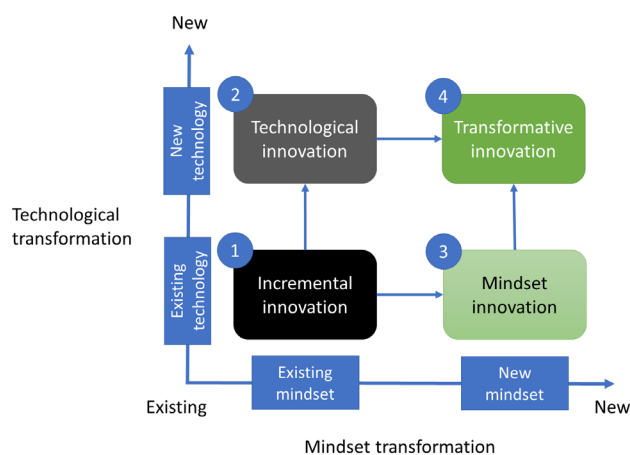 New
2
4
New
technology
Technological
innovation
Transformative
innovation
Technological
transformation
1
3
Existing
technology
Incremental
innovation
Mindset
innovation
Existing
mindset
New
mindset
Existing
New
Mindset transformation